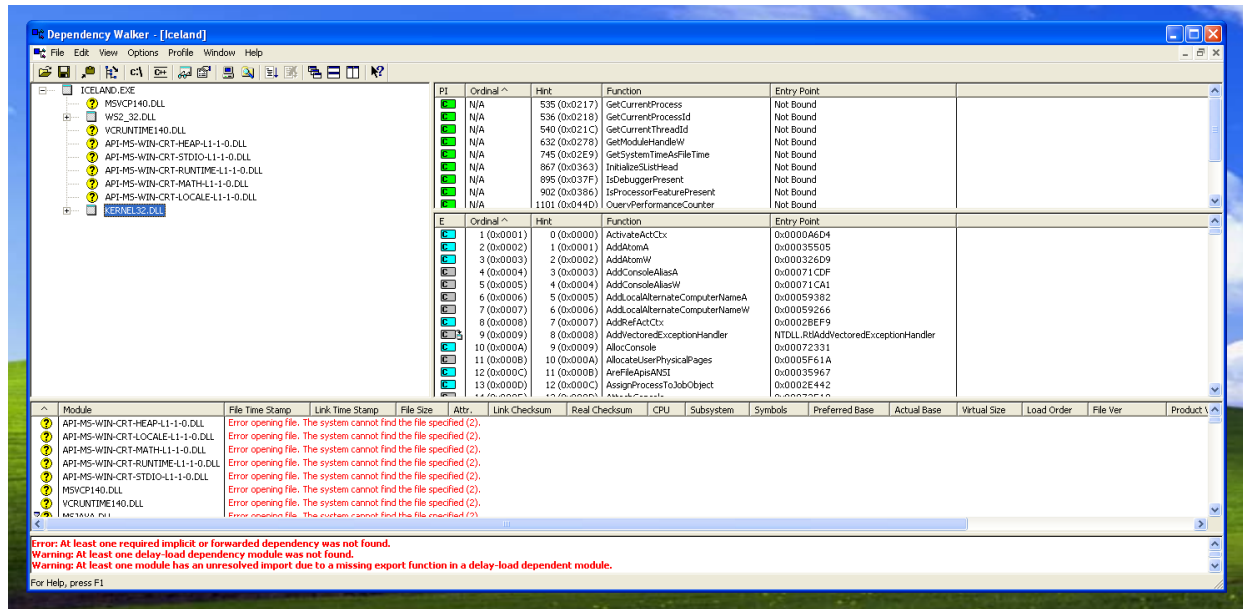 Dependency Walker - [Iceland]
File Edit View Options Profile Window Help
C:\ C++
ICELAND.EXE
MSVCP140.DLL
WS2_32.DLL
VCRUNTIME140.DLL
API-MS-WIN-CRT-HEAP-L1-1-0.DLL
API-MS-WIN-CRT-STDIO-L1-1-0.DLL
API-MS-WIN-CRT-RUNTIME-L1-1-0.DLL
API-MS-WIN-CRT-MATH-L1-1-0.DLL
API-MS-WIN-CRT-LOCALE-L1-1-0.DLL
KERNEL32.DLL
PI Ordinal ^ Hint Function Entry Point
C N/A 535 (0x0217) GetCurrentProcess Not Bound
C N/A 536 (0x0218) GetCurrentProcessId Not Bound
C N/A 540 (0x021C) GetCurrentThreadId Not Bound
C N/A 632 (0x0278) GetModuleHandleW Not Bound
C N/A 745 (0x02E9) GetSystemTimeAsFileTime Not Bound
C N/A 867 (0x0363) InitializeSListHead Not Bound
C N/A 895 (0x037F) IsDebuggerPresent Not Bound
C N/A 902 (0x0386) IsProcessorFeaturePresent Not Bound
C N/A 1101 (0x044D) QueryPerformanceCounter Not Bound
E Ordinal ^ Hint Function Entry Point
C 1 (0x0001) 0 (0x0000) ActivateActCtx 0x0000A6D4
C 2 (0x0002) 1 (0x0001) AddAtomA 0x00035505
C 3 (0x0003) 2 (0x0002) AddAtomW 0x000326D9
C 4 (0x0004) 3 (0x0003) AddConsoleAliasA 0x00071CDF
C 5 (0x0005) 4 (0x0004) AddConsoleAliasW 0x00071CA1
C 6 (0x0006) 5 (0x0005) AddLocalAlternateComputerNameA 0x00059382
C 7 (0x0007) 6 (0x0006) AddLocalAlternateComputerNameW 0x00059266
C 8 (0x0008) 7 (0x0007) AddRefActCtx 0x0002BEF9
C 9 (0x0009) 8 (0x0008) AddVectoredExceptionHandler NTDLL.RtlAddVectoredExceptionHandler
C 10 (0x000A) 9 (0x0009) AllocConsole 0x00072331
C 11 (0x000B) 10 (0x000A) AllocateUserPhysicalPages 0x0005F61A
C 12 (0x000C) 11 (0x000B) AreFileApisANSI 0x00035967
C 13 (0x000D) 12 (0x000C) AssignProcessToJobObject 0x0002E442
^ Module File Time Stamp Link Time Stamp File Size Attr. Link Checksum Real Checksum CPU Subsystem Symbols Preferred Base Actual Base Virtual Size Load Order File Ver Product V
API-MS-WIN-CRT-HEAP-L1-1-0.DLL Error opening file. The system cannot find the file specified (2).
API-MS-WIN-CRT-LOCALE-L1-1-0.DLL Error opening file. The system cannot find the file specified (2).
API-MS-WIN-CRT-MATH-L1-1-0.DLL Error opening file. The system cannot find the file specified (2).
API-MS-WIN-CRT-RUNTIME-L1-1-0.DLL Error opening file. The system cannot find the file specified (2).
API-MS-WIN-CRT-STDIO-L1-1-0.DLL Error opening file. The system cannot find the file specified (2).
MSVCP140.DLL Error opening file. The system cannot find the file specified (2).
VCRUNTIME140.DLL Error opening file. The system cannot find the file specified (2).
MSJAVA.DLL Error opening file. The system cannot find the file specified (2).
Error: At least one required implicit or forwarded dependency was not found.
Warning: At least one delay-load dependency module was not found.
Warning: At least one module has an unresolved import due to a missing export function in a delay-load dependent module.
For Help, press F1